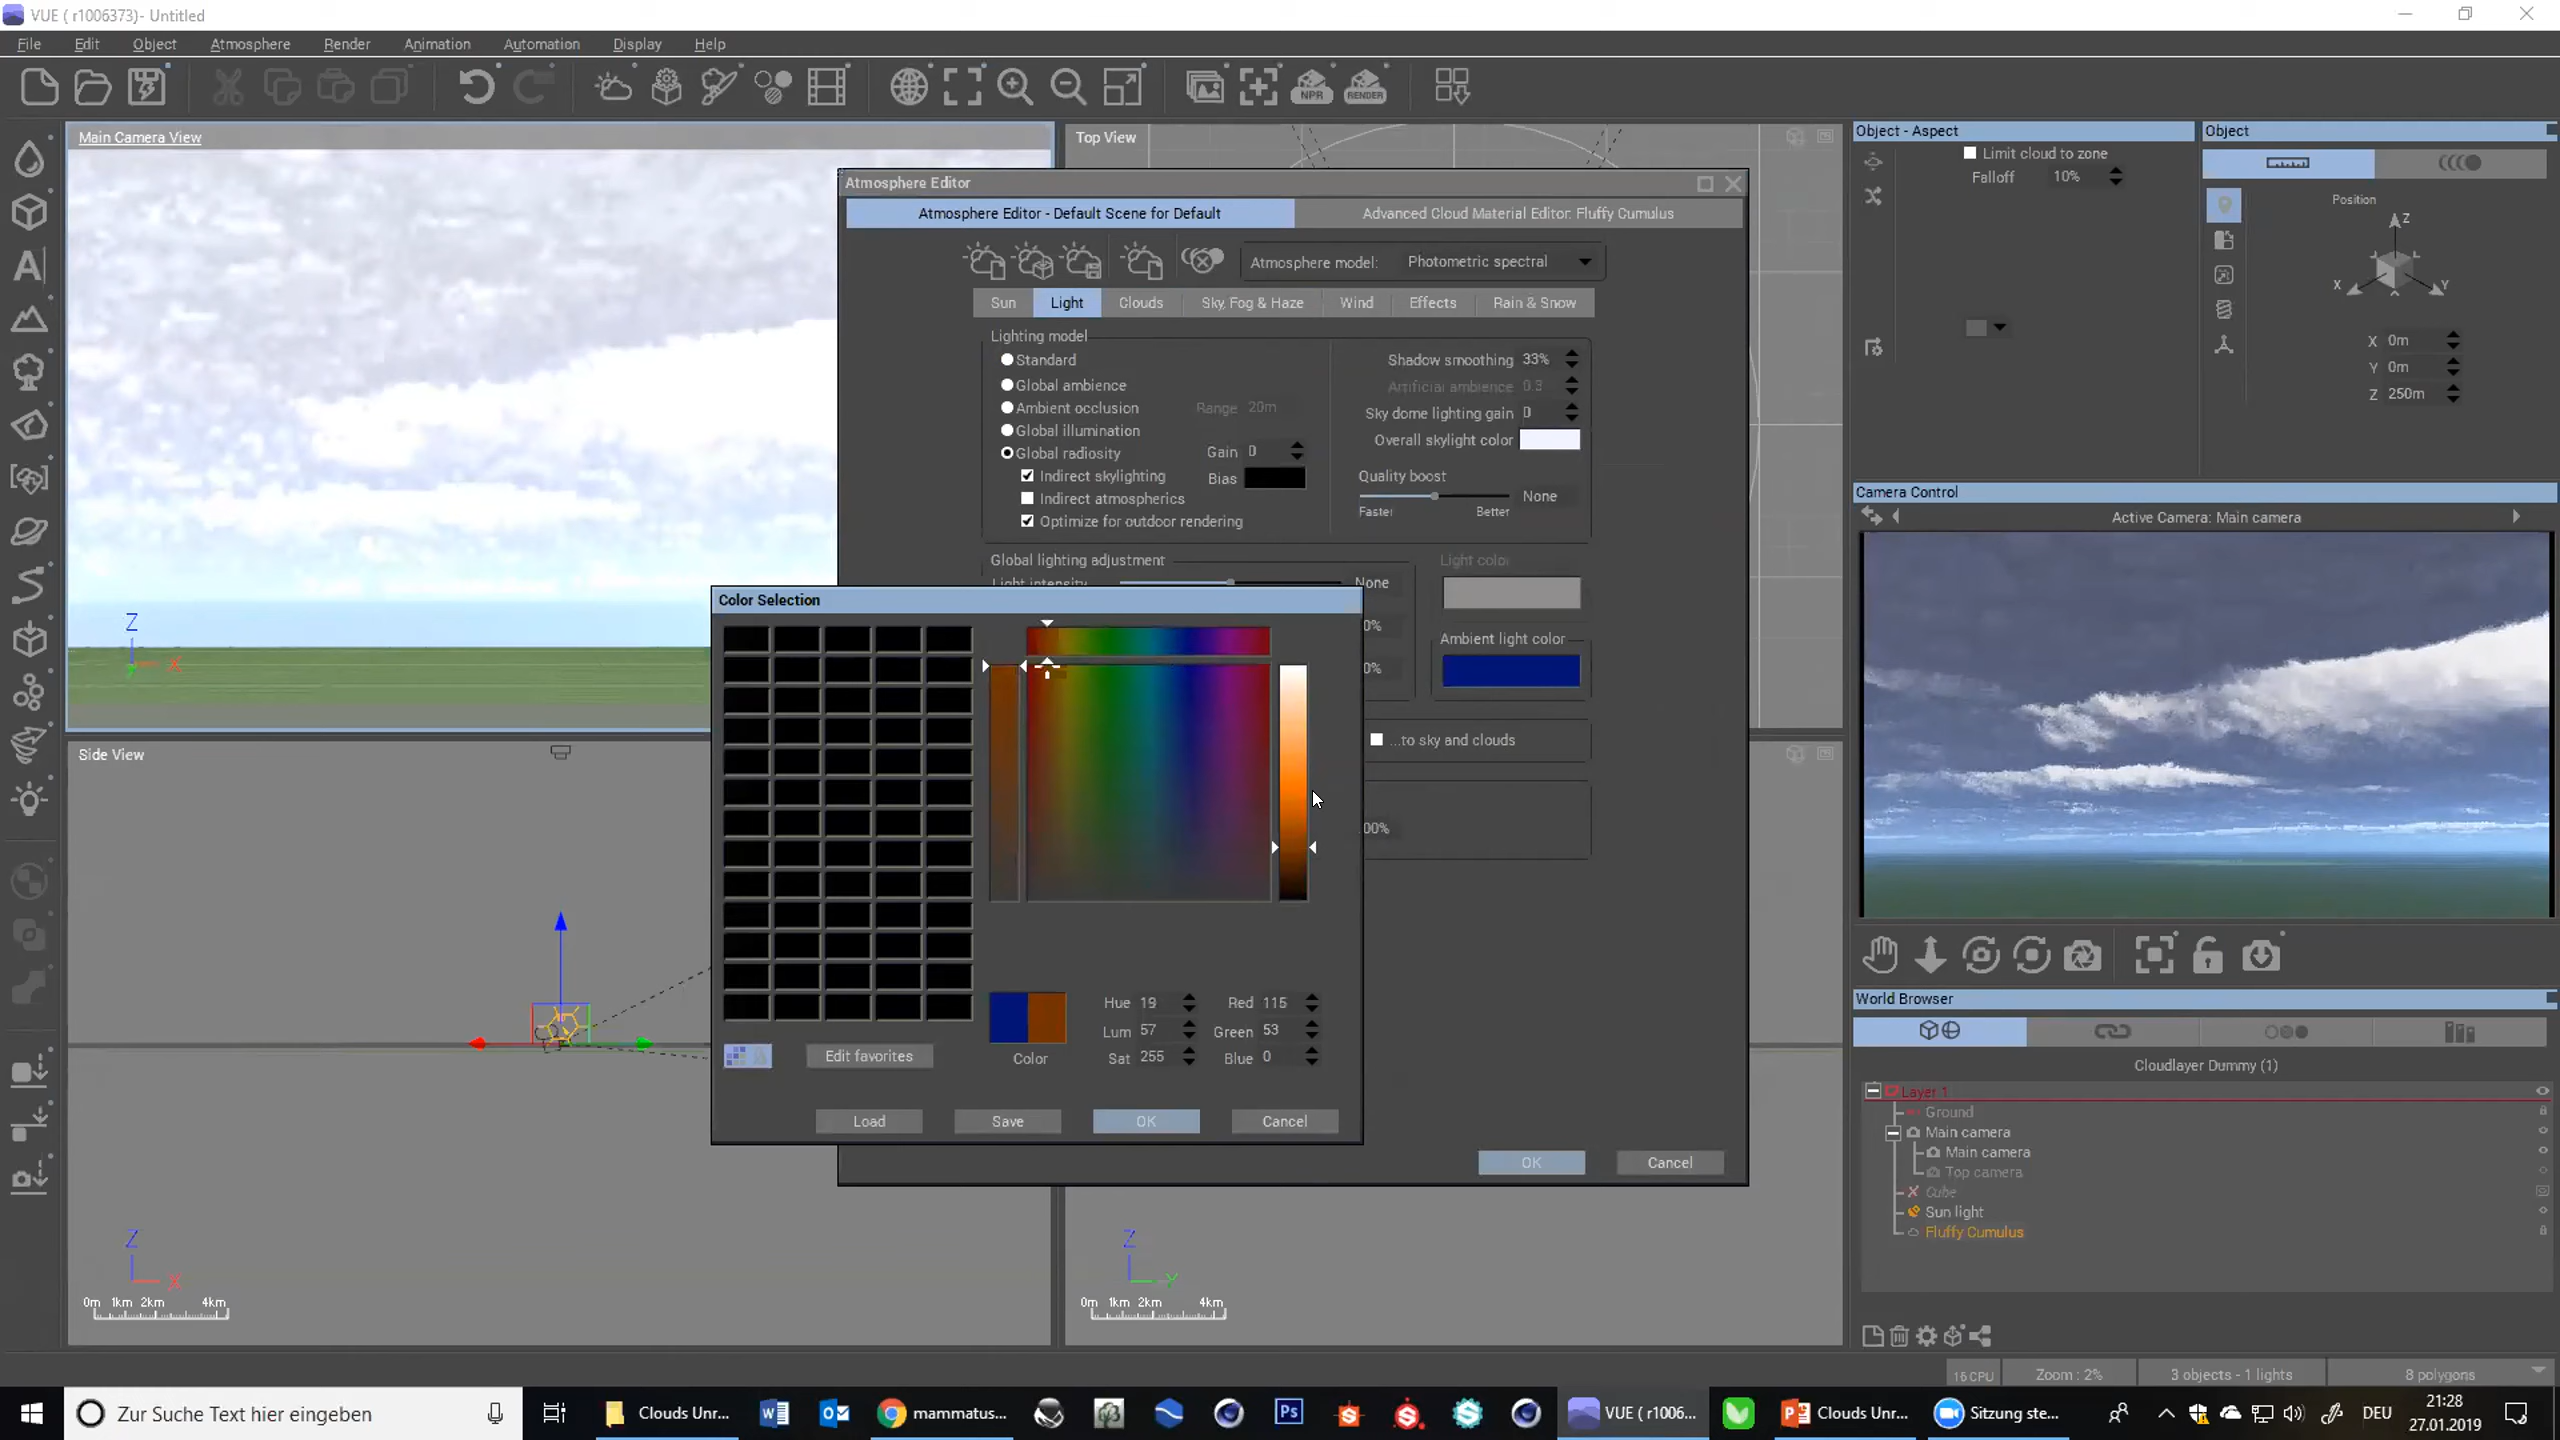 VUE ( r1006373)- Untitled
File Edit Object Atmosphere Render Animation Automation Display Help
NPR RENDER
Main Camera View
Top View
Object - Aspect
Limit cloud to zone
Falloff 10%
Object
Position
Z
X Y
X 0m
Y 0m
Z 250m
Atmosphere Editor
Atmosphere Editor - Default Scene for Default
Advanced Cloud Material Editor: Fluffy Cumulus
Atmosphere model: Photometric spectral
Sun Light Clouds Sky, Fog & Haze Wind Effects Rain & Snow
Lighting model
Standard
Global ambience
Ambient occlusion Range 20m
Global illumination
Global radiosity Gain 0
Indirect skylighting Bias
Indirect atmospherics
Optimize for outdoor rendering
Shadow smoothing 33%
Artificial ambience 0.3
Sky dome lighting gain 0
Overall skylight color
Quality boost
None
Faster Better
Global lighting adjustment
Light intensity None
0%
0%
Light color
Ambient light color
...to sky and clouds
00%
OK Cancel
Color Selection
Hue 19 Red 115
Lum 57 Green 53
Sat 255 Blue 0
Color
Edit favorites
Load Save OK Cancel
Z
X
Side View
Z
X
0m 1km 2km 4km
Z
Y
0m 1km 2km 4km
Camera Control
Active Camera: Main camera
World Browser
Cloudlayer Dummy (1)
Layer 1
Ground
Main camera
Main camera
Top camera
Cube
Sun light
Fluffy Cumulus
16 CPU Zoom : 2% 3 objects - 1 lights 8 polygons
Zur Suche Text hier eingeben
Clouds Unr...
mammatus...
Ps
VUE ( r1006...
Clouds Unr...
Sitzung ste...
DEU
21:28
27.01.2019